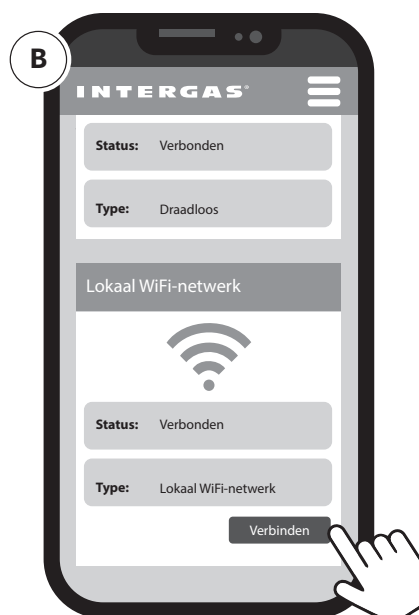 B
INTERGAS®
Status: Verbonden
Type: Draadloos
Lokaal WiFi-netwerk
Status: Verbonden
Type: Lokaal WiFi-netwerk
Verbinden